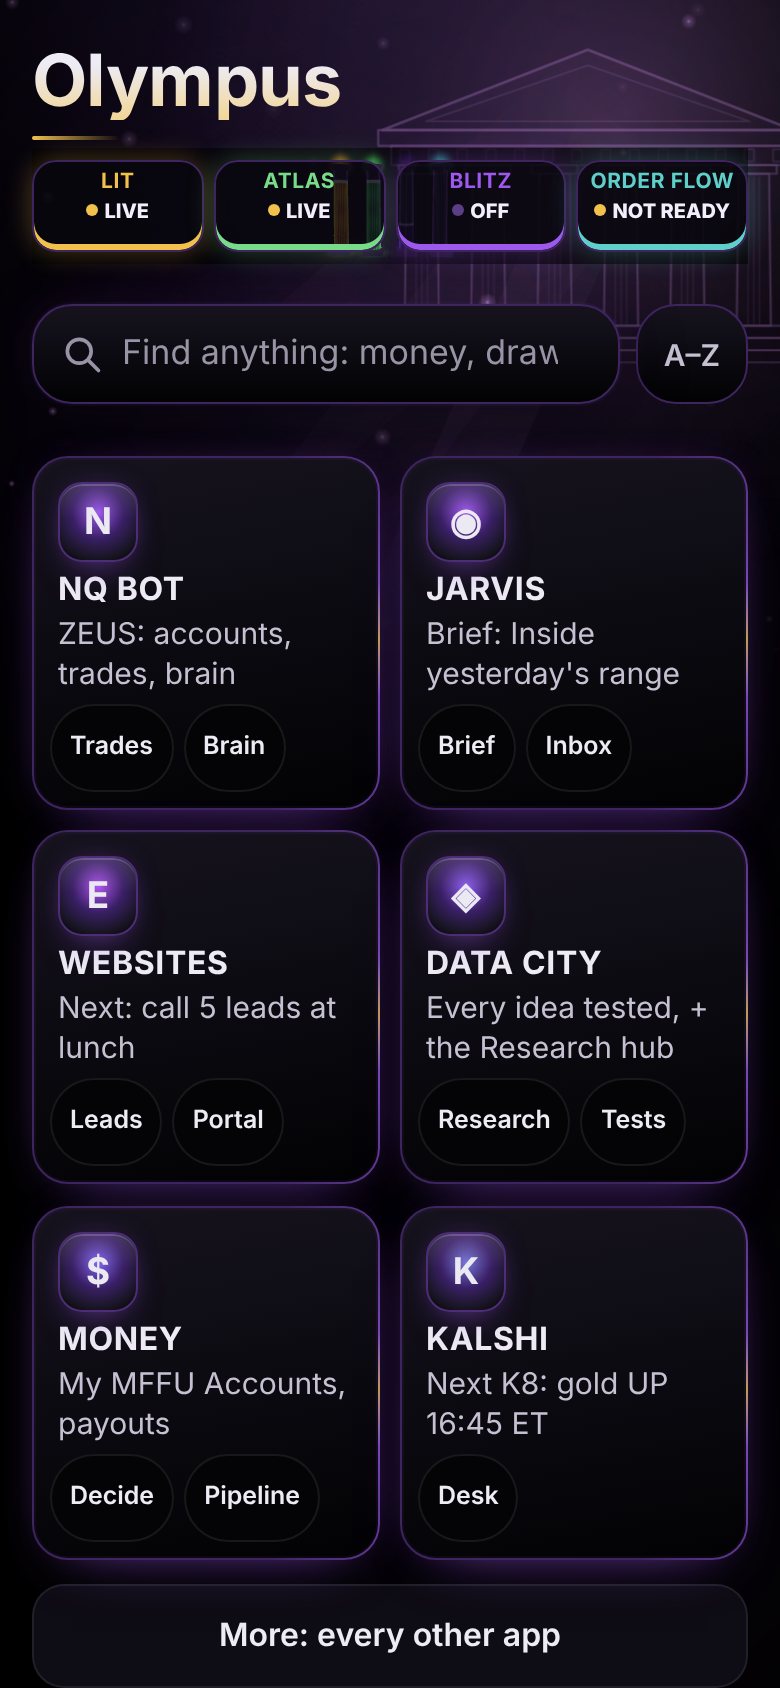 Olympus
LIT
LIVE
ATLAS
LIVE
BLITZ
OFF
ORDER FLOW
NOT READY
Find anything: money, draw
A–Z
N
NQ BOT
ZEUS: accounts,
trades, brain
Trades
Brain
JARVIS
Brief: Inside
yesterday's range
Brief
Inbox
E
WEBSITES
Next: call 5 leads at
lunch
Leads
Portal
DATA CITY
Every idea tested, +
the Research hub
Research
Tests
$
MONEY
My MFFU Accounts,
payouts
Decide
Pipeline
K
KALSHI
Next K8: gold UP
16:45 ET
Desk
More: every other app